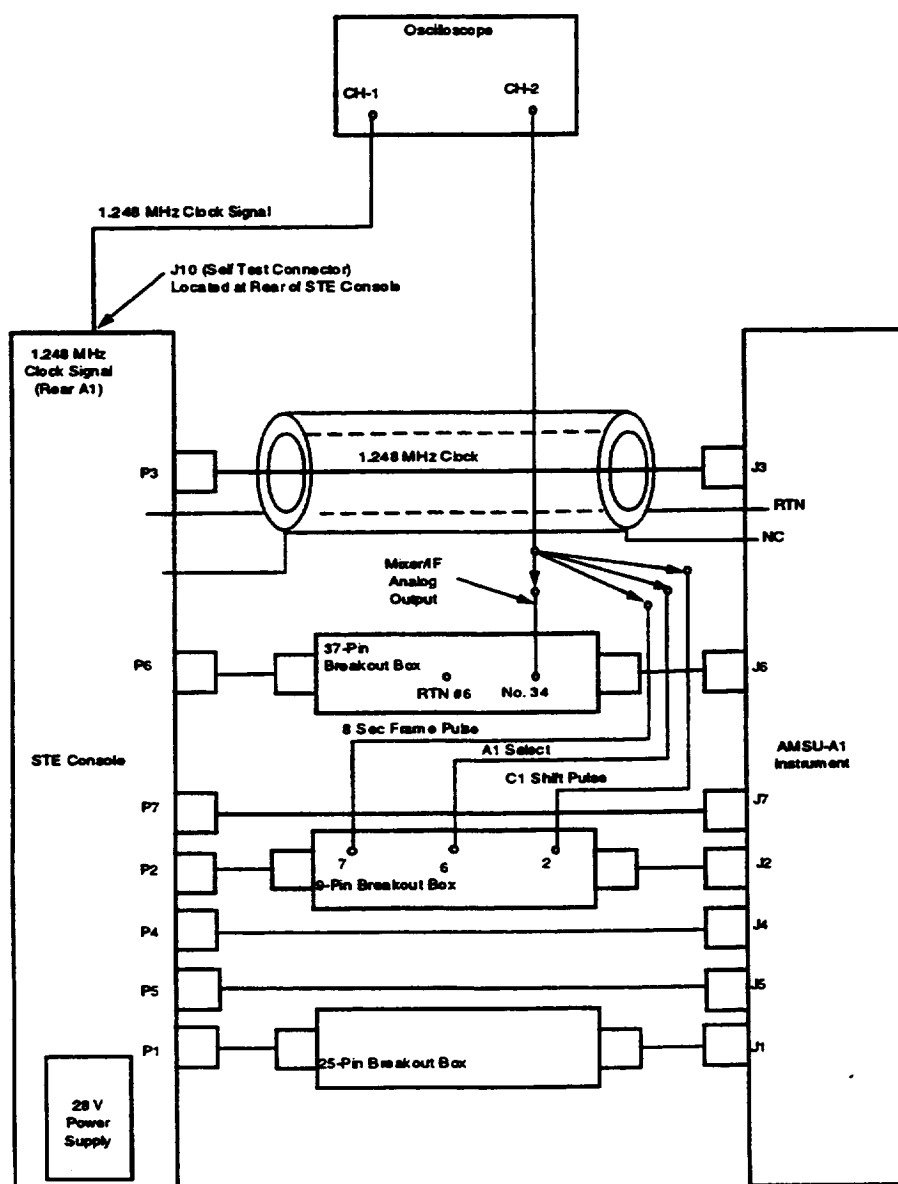 Oscilloscope
CH-1
CH-2
1.248 MHz Clock Signal
J10 (Self Test Connector)
Located at Rear of STE Console
1.248 MHz
Clock Signal
(Rear A1)
P3
1.248 MHz Clock
J3
RTN
NC
Mixer/IF
Analog
Output
P6
37-Pin
Breakout Box
RTN #6
No. 34
J6
8 Sec Frame Pulse
A1 Select
C1 Shift Pulse
STE Console
AMSU-A1
Instrument
P7
J7
P2
7
6
2
9-Pin Breakout Box
J2
P4
J4
P5
J5
P1
25-Pin Breakout Box
J1
28 V
Power
Supply